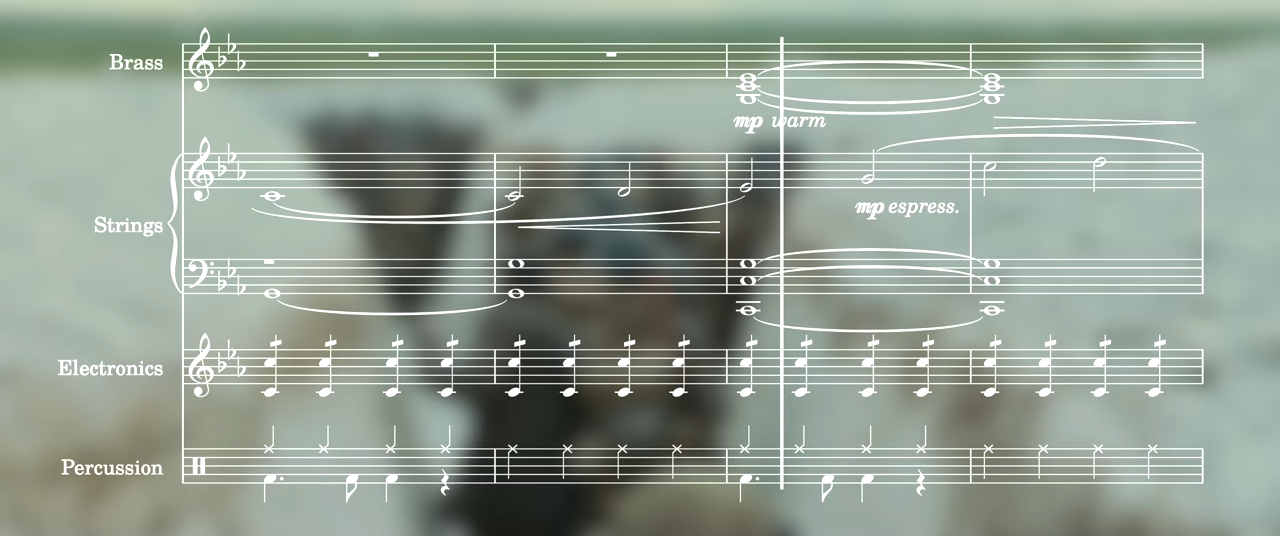 Brass
mp warm
Strings
mp espress.
Electronics
Percussion